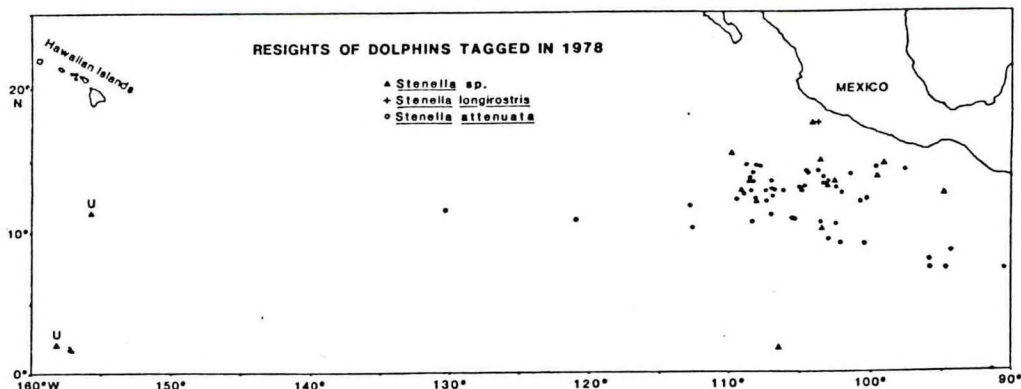 RESIGHTS OF DOLPHINS TAGGED IN 1978
Hawaiian Islands
▲ Stenella sp.
+ Stenella longirostris
o Stenella attenuata
MEXICO
20°
N
U
10°
U
0°
160°W 150° 140° 130° 120° 110° 100° 90°